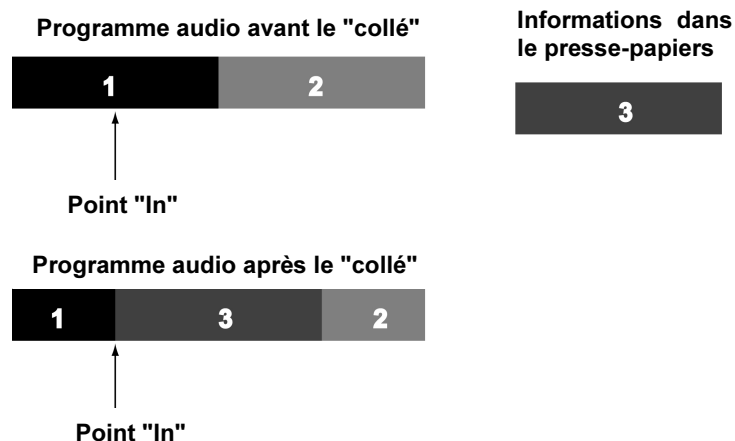 Programme audio avant le "collé"
Informations dans
le presse-papiers
1 2
3
Point "In"
Programme audio après le "collé"
1 3 2
Point "In"